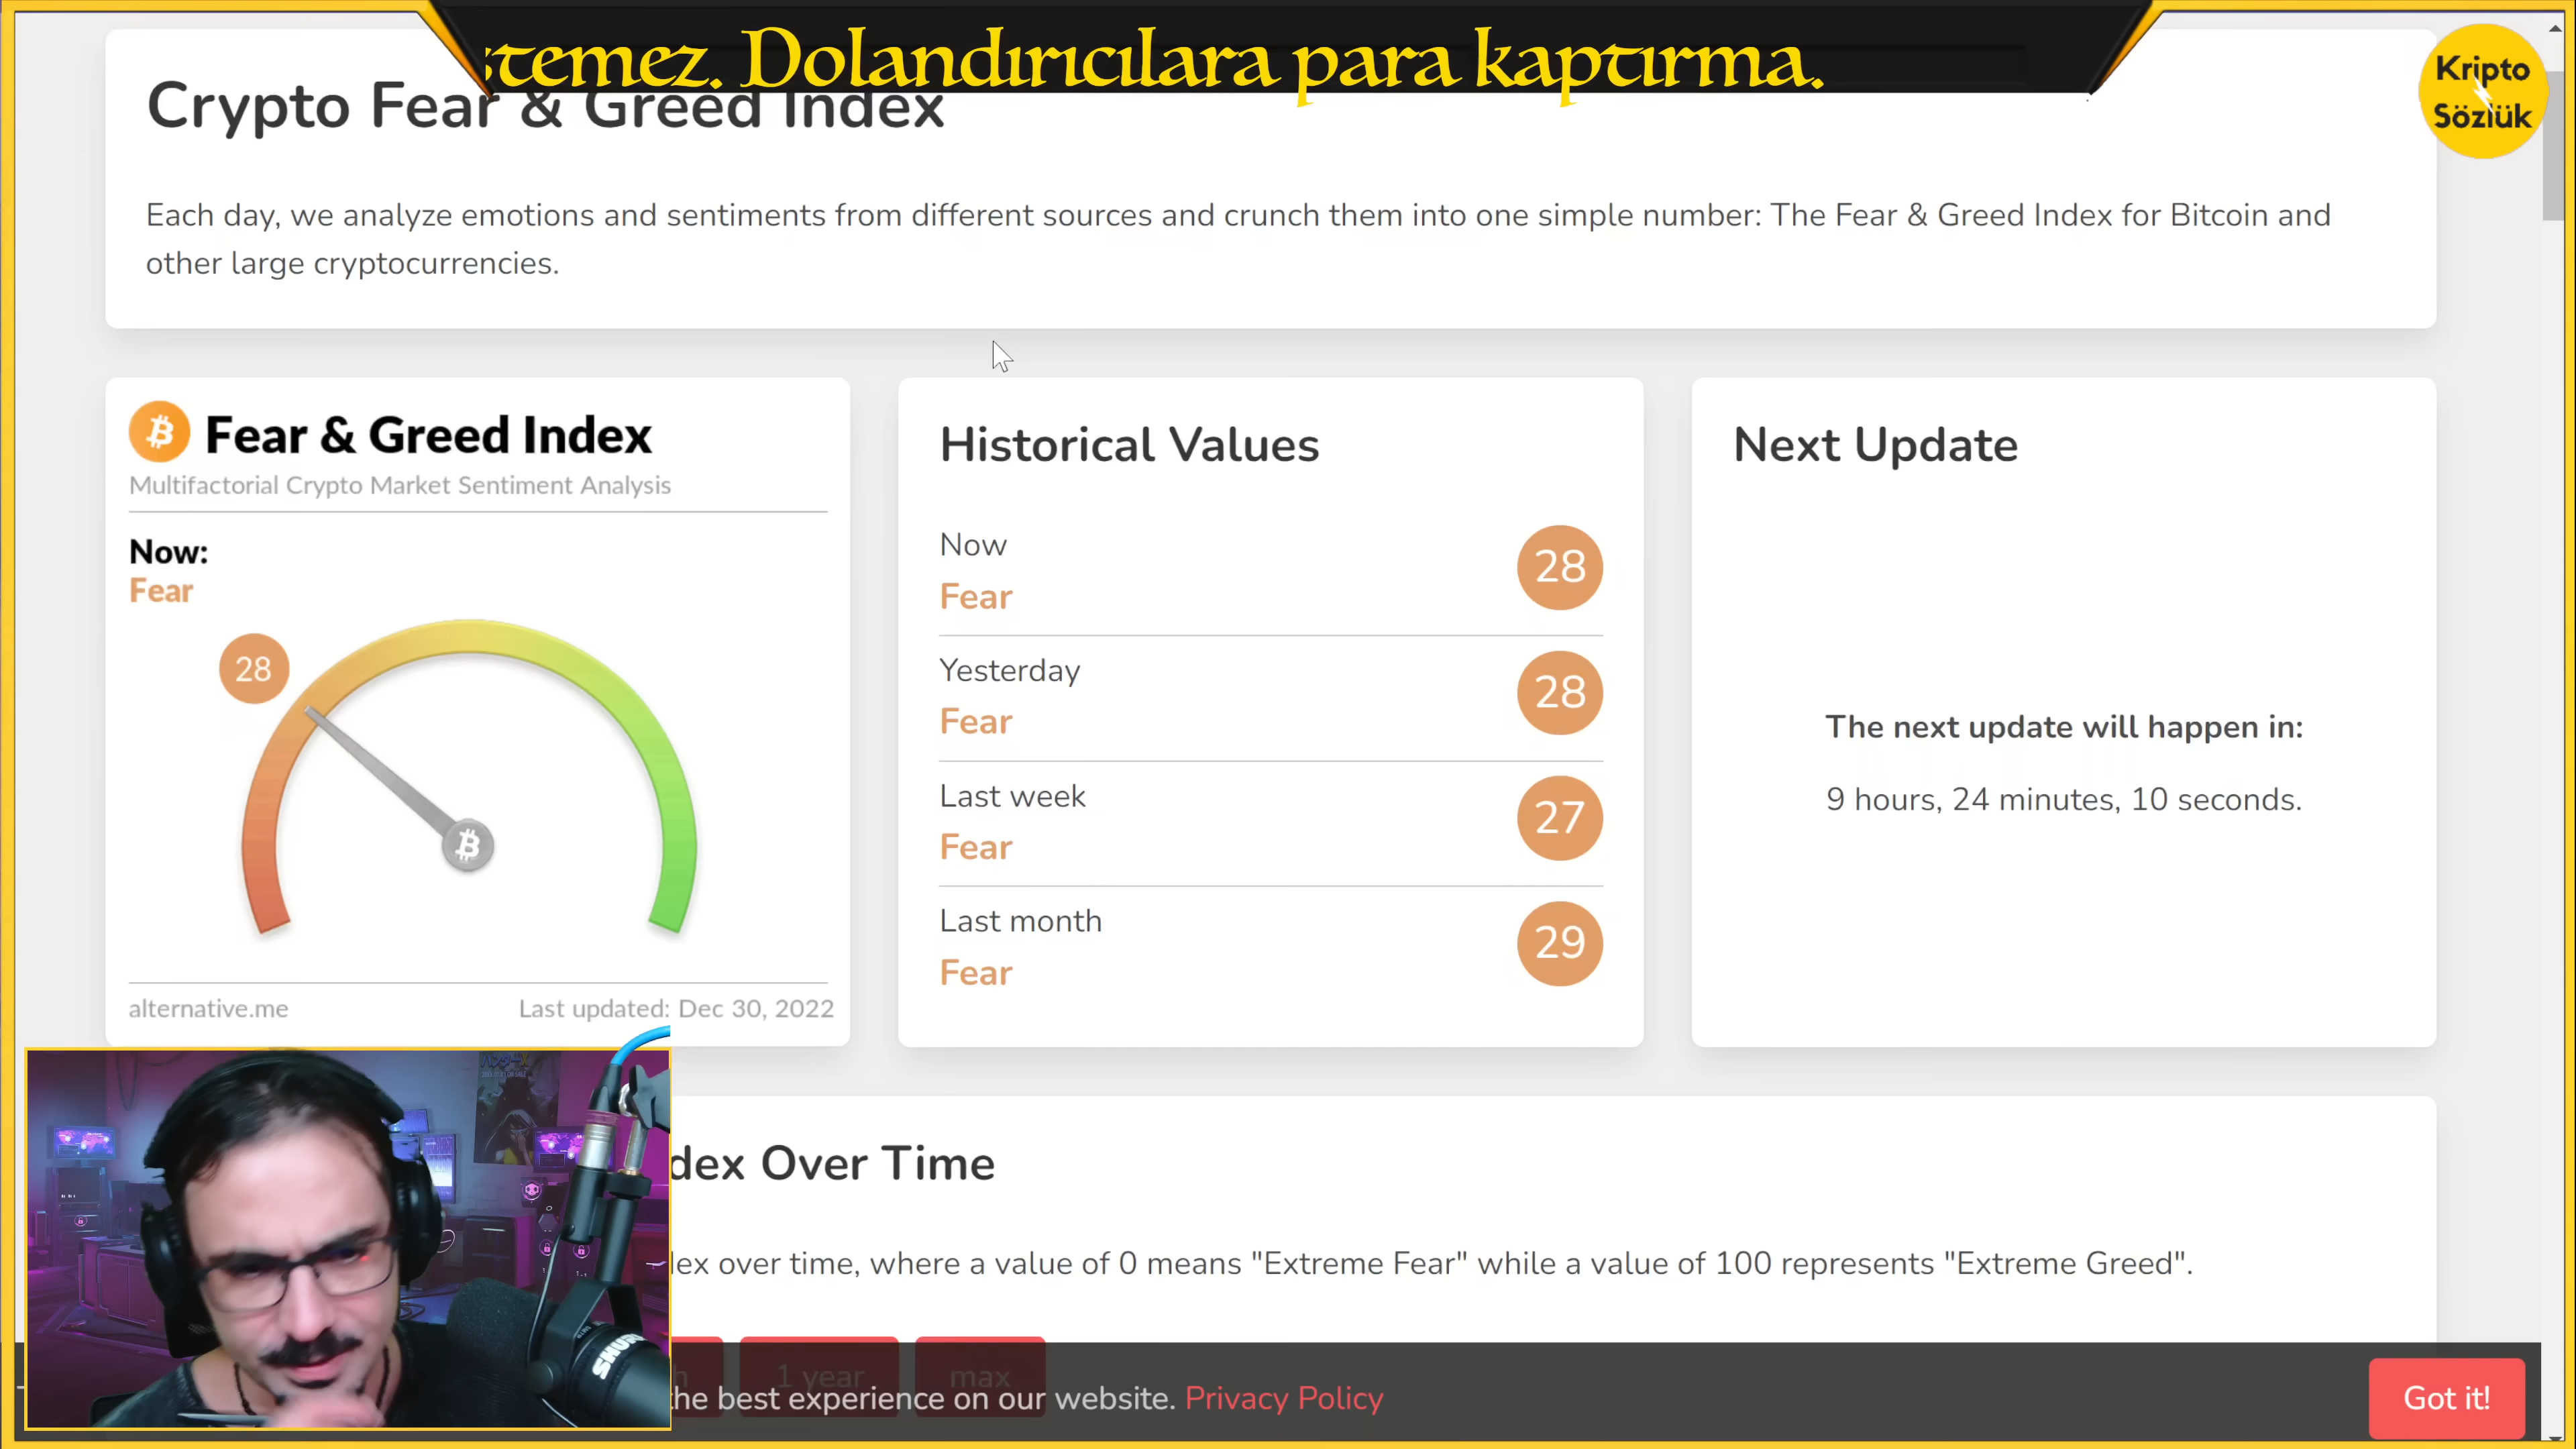 stemez. Dolandırıcılara para kaptırma.
Kripto
Sözlük
Crypto Fear & Greed Index
Each day, we analyze emotions and sentiments from different sources and crunch them into one simple number: The Fear & Greed Index for Bitcoin and
other large cryptocurrencies.
Fear & Greed Index
Multifactorial Crypto Market Sentiment Analysis
Now:
Fear
28
alternative.me
Last updated: Dec 30, 2022
Historical Values
Now
Fear
28
Yesterday
Fear
28
Last week
Fear
27
Last month
Fear
29
Next Update
The next update will happen in:
9 hours, 24 minutes, 10 seconds.
dex Over Time
lex over time, where a value of 0 means "Extreme Fear" while a value of 100 represents "Extreme Greed".
h 1 year max
the best experience on our website. Privacy Policy
Got it!
SHURE